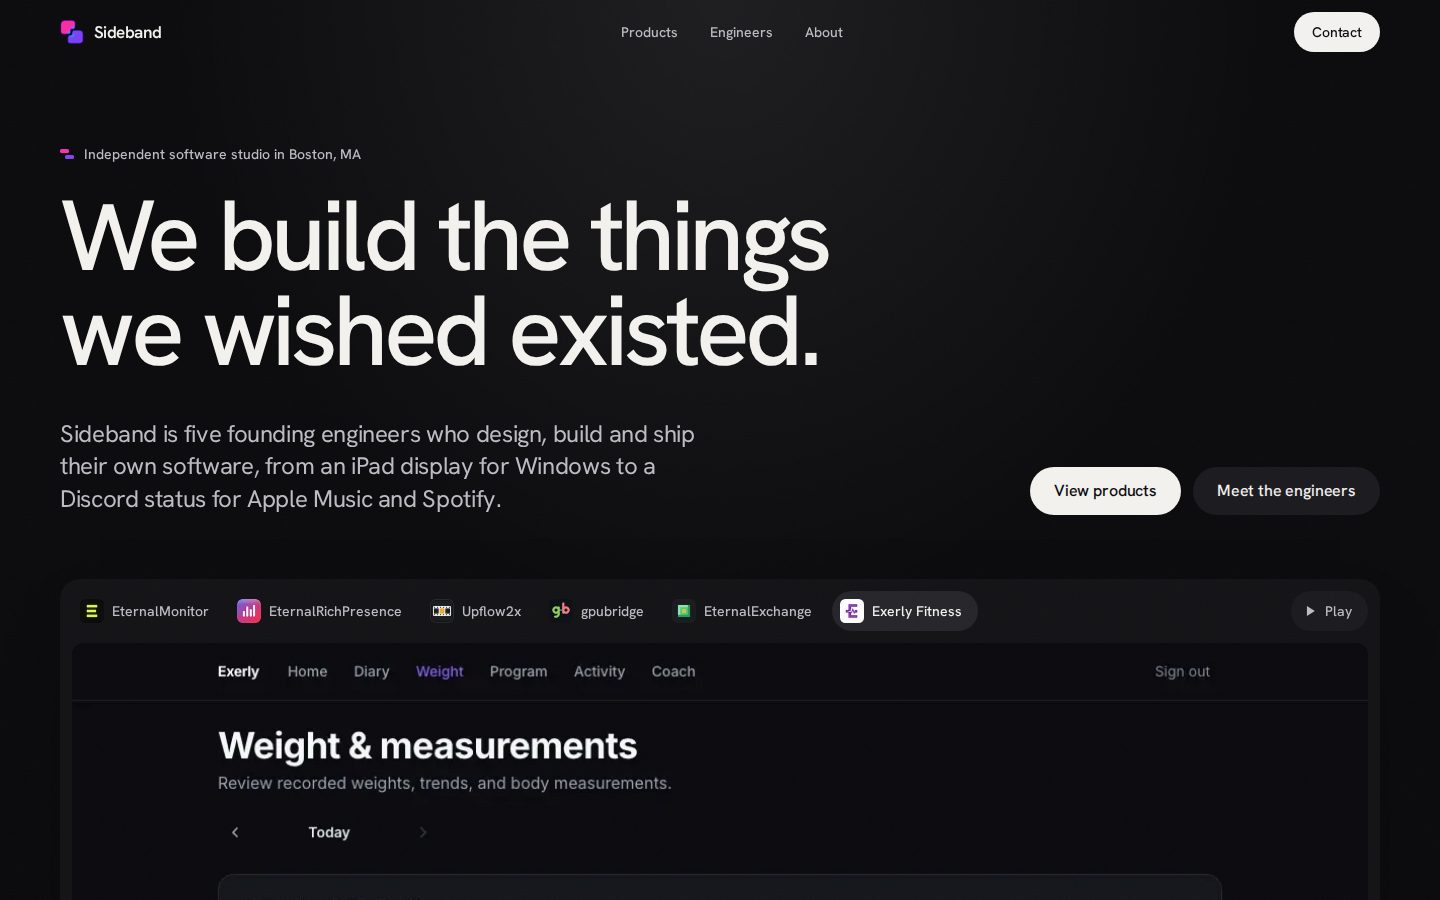 Sideband
Products
Engineers
About
Contact
Independent software studio in Boston, MA
We build the things
we wished existed.
Sideband is five founding engineers who design, build and ship
their own software, from an iPad display for Windows to a
Discord status for Apple Music and Spotify.
View products
Meet the engineers
EternalMonitor
EternalRichPresence
Upflow2x
gb
gpubridge
EternalExchange
Exerly Fitness
Play
Exerly
Home
Diary
Weight
Program
Activity
Coach
Sign out
Weight & measurements
Review recorded weights, trends, and body measurements.
Today